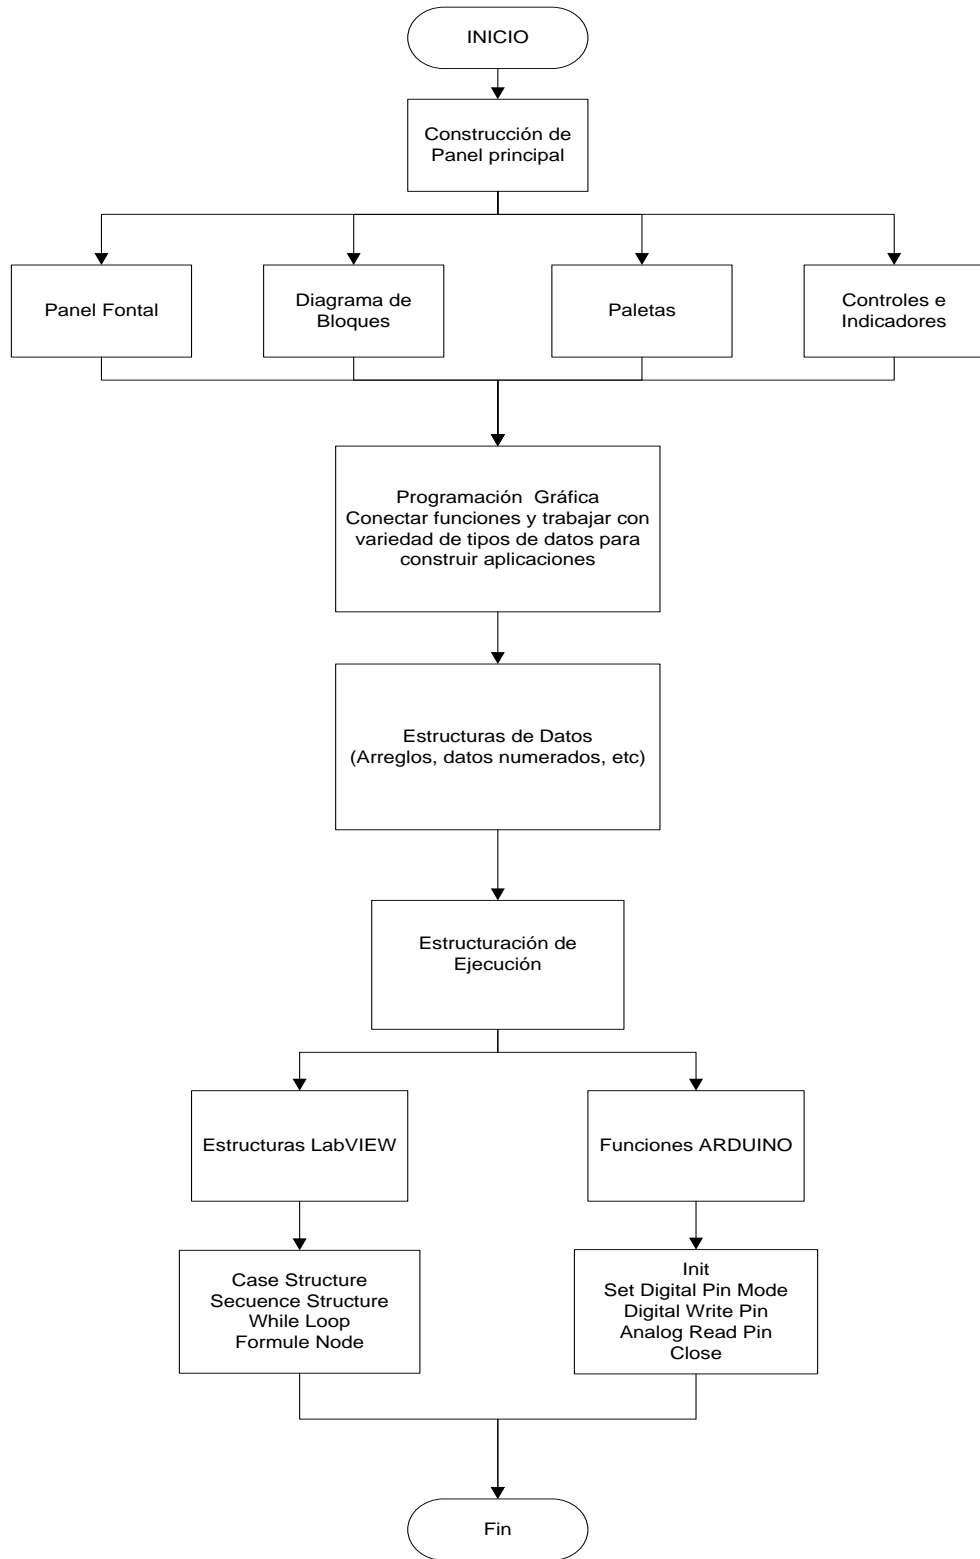 INICIO
Construcción de
Panel principal
Panel Fontal
Diagrama de
Bloques
Paletas
Controles e
Indicadores
Programación  Gráfica
Conectar funciones y trabajar con
variedad de tipos de datos para
construir aplicaciones
Estructuras de Datos
(Arreglos, datos numerados, etc)
Estructuración de
Ejecución
Estructuras LabVIEW
Funciones ARDUINO
Case Structure
Secuence Structure
While Loop
Formule Node
Init
Set Digital Pin Mode
Digital Write Pin
Analog Read Pin
Close
Fin